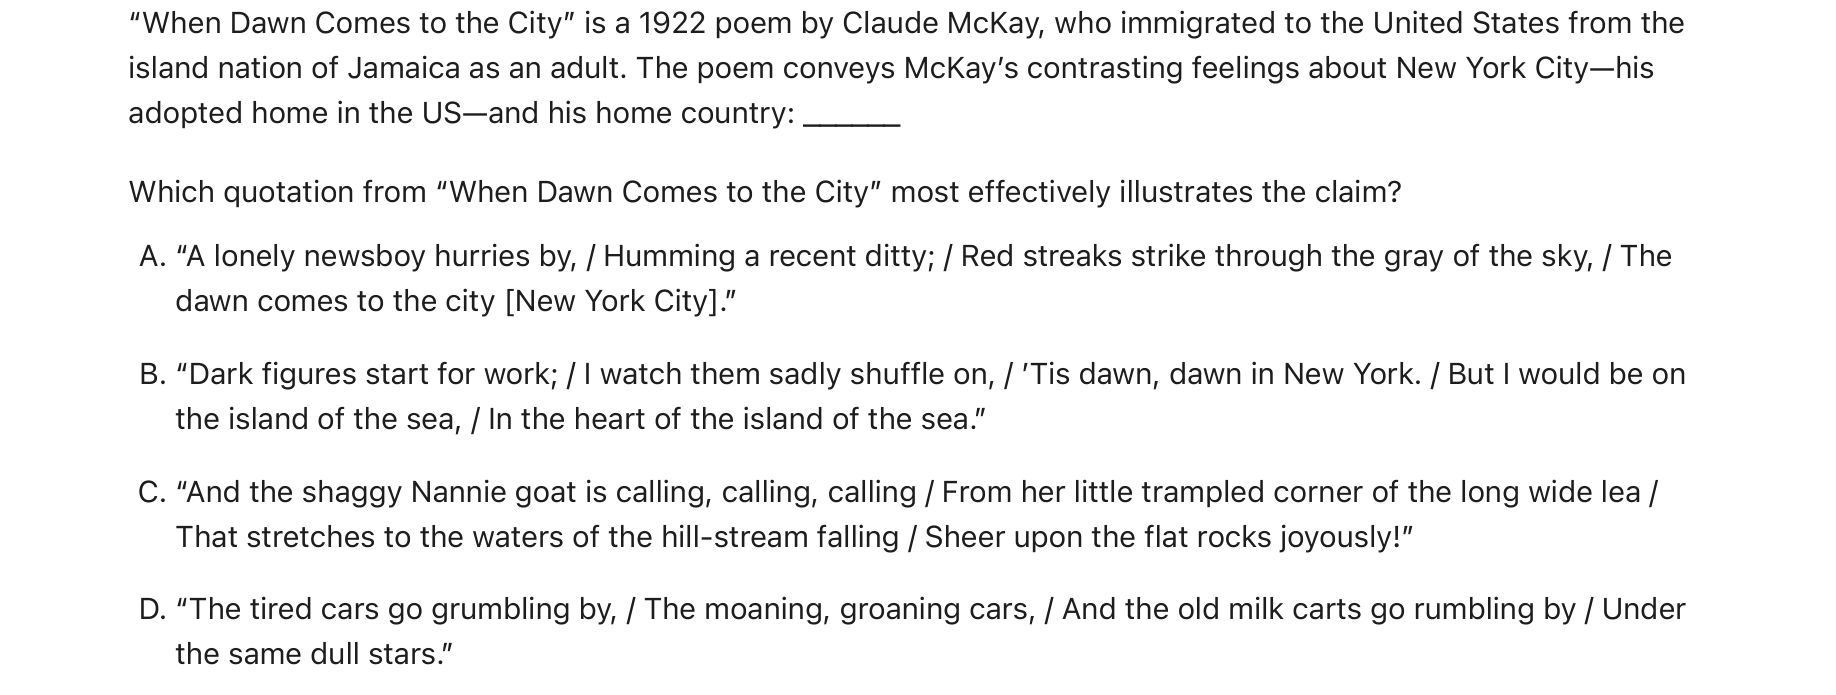 “When Dawn Comes to the City” is a 1922 poem by Claude McKay, who immigrated to the United States from the
island nation of Jamaica as an adult. The poem conveys McKay’s contrasting feelings about New York City—his
adopted home in the US—and his home country: ______
Which quotation from “When Dawn Comes to the City” most effectively illustrates the claim?
A. “A lonely newsboy hurries by, / Humming a recent ditty; / Red streaks strike through the gray of the sky, / The
dawn comes to the city [New York City].”
B. “Dark figures start for work; / I watch them sadly shuffle on, / ’Tis dawn, dawn in New York. / But I would be on
the island of the sea, / In the heart of the island of the sea.”
C. “And the shaggy Nannie goat is calling, calling, calling / From her little trampled corner of the long wide lea /
That stretches to the waters of the hill-stream falling / Sheer upon the flat rocks joyously!”
D. “The tired cars go grumbling by, / The moaning, groaning cars, / And the old milk carts go rumbling by / Under
the same dull stars.”